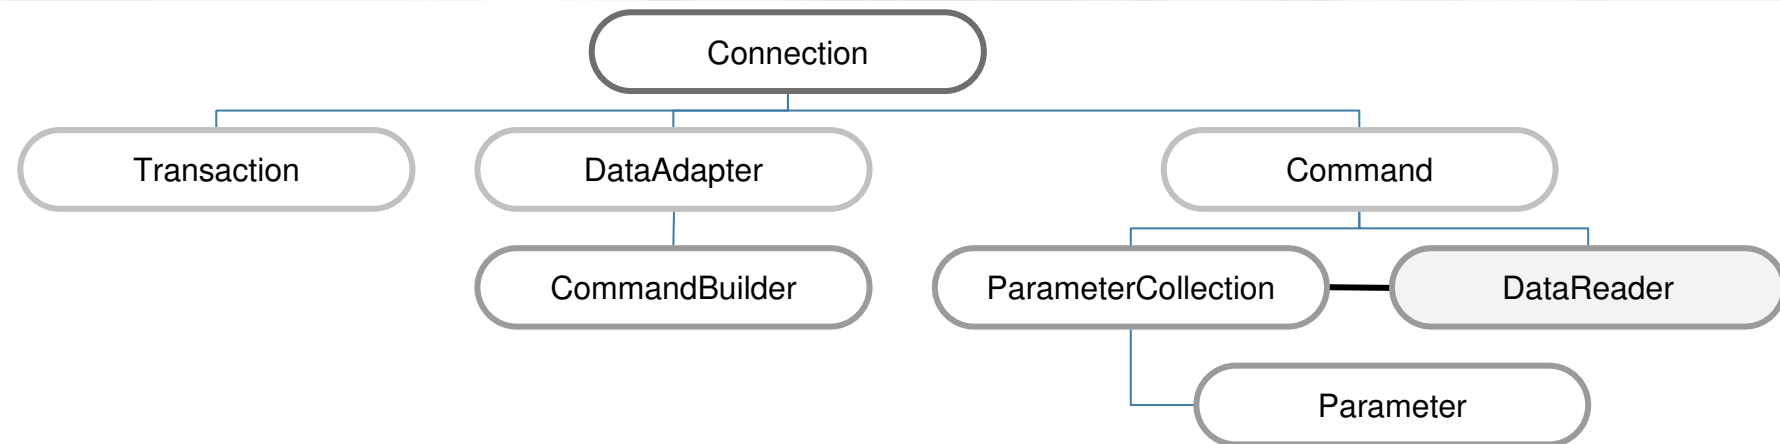 Connection
Transaction
DataAdapter
Command
CommandBuilder
ParameterCollection
DataReader
Parameter